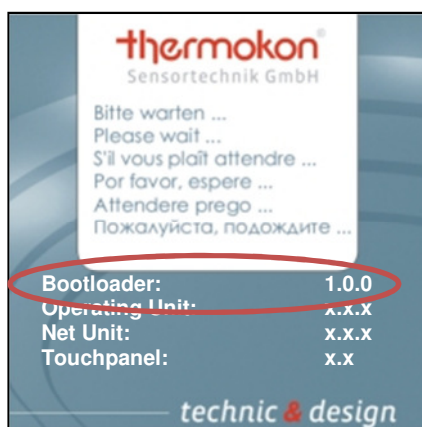 thermokon®
Sensortechnik GmbH
Bitte warten ...
Please wait ...
S'il vous plaît attendre ...
Por favor, espere ...
Attendere prego ...
Пожалуйста, подождите ...
Bootloader: 1.0.0
Operating Unit: x.x.x
Net Unit: x.x.x
Touchpanel: x.x
technic & design